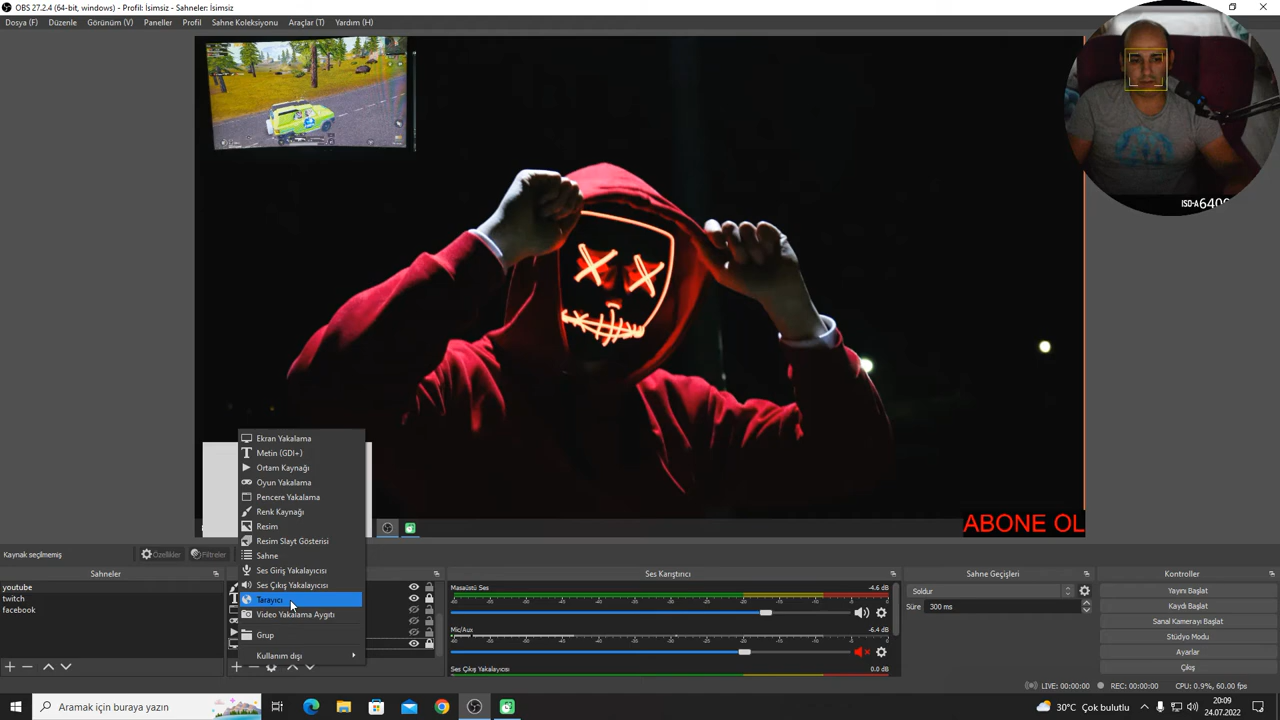 OBS 27.2.4 (64-bit, windows) - Profil: İsimsiz - Sahneler: İsimsiz
Dosya (F) Düzenle Görünüm (V) Paneller Profil Sahne Koleksiyonu Araçlar (T) Yardım (H)
ISD-A640
ABONE OL
Ekran Yakalama
Metin (GDI+)
Ortam Kaynağı
Oyun Yakalama
Pencere Yakalama
Renk Kaynağı
Resim
Resim Slayt Gösterisi
Sahne
Ses Giriş Yakalayıcısı
Ses Çıkış Yakalayıcısı
Tarayıcı
Video Yakalama Aygıtı
Grup
Kullanım dışı
Kaynak seçilmemiş Özellikler Filtreler
Sahneler
youtube
twitch
facebook
Ses Karıştırıcı
Masaüstü Ses -4.6 dB
Mic/Aux -6.4 dB
Ses Çıkış Yakalayıcısı 0.0 dB
Sahne Geçişleri
Soldur
Süre 300 ms
Kontroller
Yayını Başlat
Kaydı Başlat
Sanal Kamerayı Başlat
Stüdyo Modu
Ayarlar
Çıkış
LIVE: 00:00:00 REC: 00:00:00 CPU: 0.9%, 60.00 fps
Aramak için buraya yazın
30°C Çok bulutlu
20:09
24.07.2022